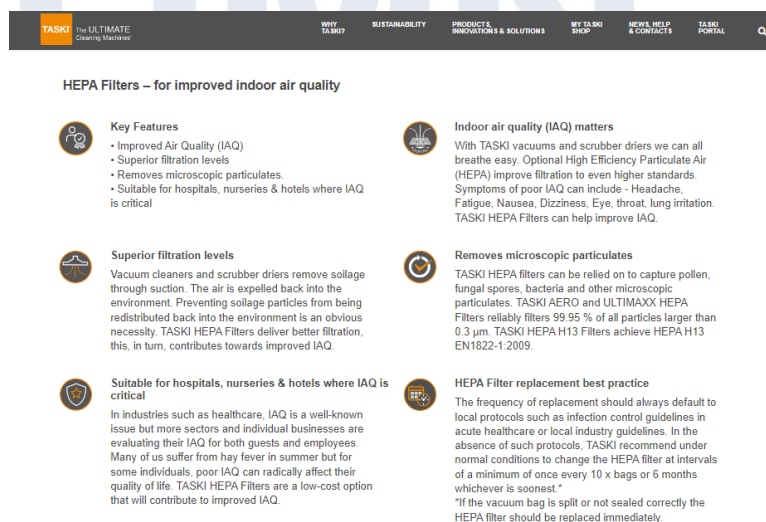 TASKI The ULTIMATE
Cleaning Machines
WHY
TASKI?
SUSTAINABILITY
PRODUCTS,
INNOVATIONS & SOLUTIONS
MY TASKI
SHOP
NEWS, HELP
& CONTACTS
TASKI
PORTAL
HEPA Filters – for improved indoor air quality
Key Features
• Improved Air Quality (IAQ)
• Superior filtration levels
• Removes microscopic particulates.
• Suitable for hospitals, nurseries & hotels where IAQ
is critical
Indoor air quality (IAQ) matters
With TASKI vacuums and scrubber driers we can all
breathe easy. Optional High Efficiency Particulate Air
(HEPA) improve filtration to even higher standards.
Symptoms of poor IAQ can include - Headache,
Fatigue, Nausea, Dizziness, Eye, throat, lung irritation.
TASKI HEPA Filters can help improve IAQ.
Superior filtration levels
Vacuum cleaners and scrubber driers remove soilage
through suction. The air is expelled back into the
environment. Preventing soilage particles from being
redistributed back into the environment is an obvious
necessity. TASKI HEPA Filters deliver better filtration,
this, in turn, contributes towards improved IAQ.
Removes microscopic particulates
TASKI HEPA filters can be relied on to capture pollen,
fungal spores, bacteria and other microscopic
particulates. TASKI AERO and ULTIMAXX HEPA
Filters reliably filters 99.95 % of all particles larger than
0.3 μm. TASKI HEPA H13 Filters achieve HEPA H13
EN1822-1:2009.
Suitable for hospitals, nurseries & hotels where IAQ is
critical
In industries such as healthcare, IAQ is a well-known
issue but more sectors and individual businesses are
evaluating their IAQ for both guests and employees.
Many of us suffer from hay fever in summer but for
some individuals, poor IAQ can radically affect their
quality of life. TASKI HEPA Filters are a low-cost option
that will contribute to improved IAQ.
HEPA Filter replacement best practice
The frequency of replacement should always default to
local protocols such as infection control guidelines in
acute healthcare or local industry guidelines. In the
absence of such protocols, TASKI recommend under
normal conditions to change the HEPA filter at intervals
of a minimum of once every 10 x bags or 6 months
whichever is soonest.*
*If the vacuum bag is split or not sealed correctly the
HEPA filter should be replaced immediately.